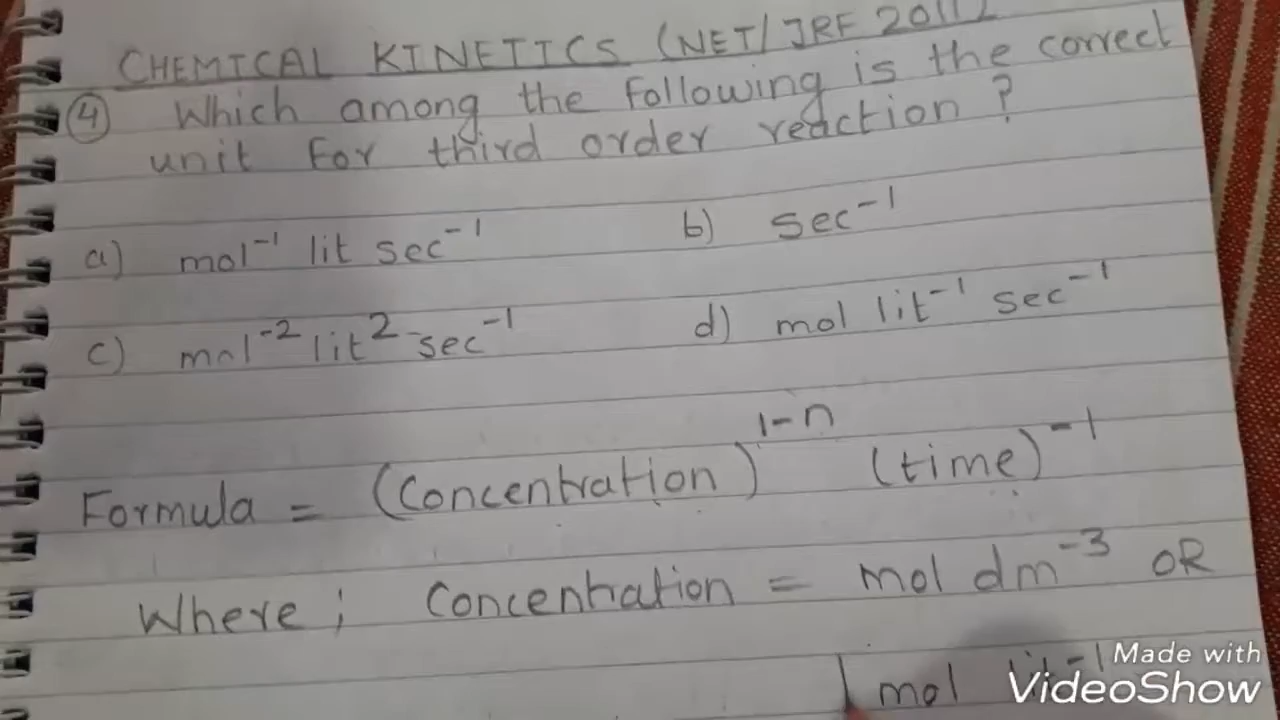 CHEMICAL KINETICS (NET/JRF 2011)
④ Which among the following is the correct
unit for third order reaction ?
a) mol⁻¹ lit sec⁻¹ b) sec⁻¹
c) mol⁻² lit² sec⁻¹ d) mol lit⁻¹ sec⁻¹
Formula = (Concentration)¹⁻ⁿ (time)⁻¹
Where; Concentration = mol dm⁻³ OR
mol lit⁻¹
Made with
VideoShow